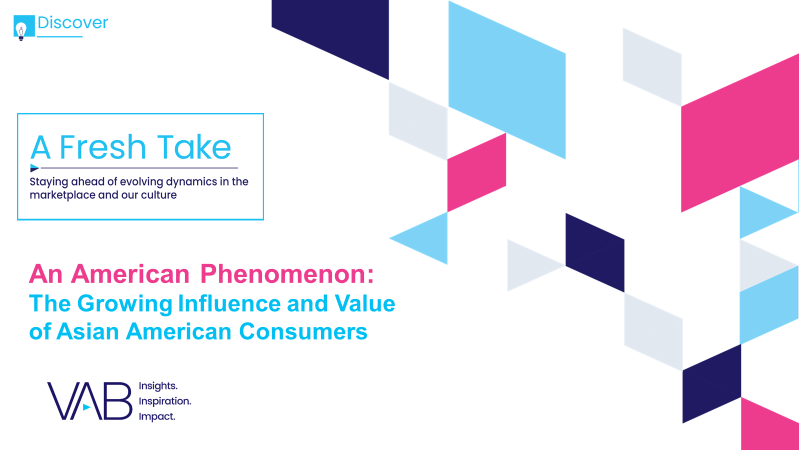 Discover
A Fresh Take
Staying ahead of evolving dynamics in the
marketplace and our culture
An American Phenomenon:
The Growing Influence and Value
of Asian American Consumers
VAB
Insights.
Inspiration.
Impact.